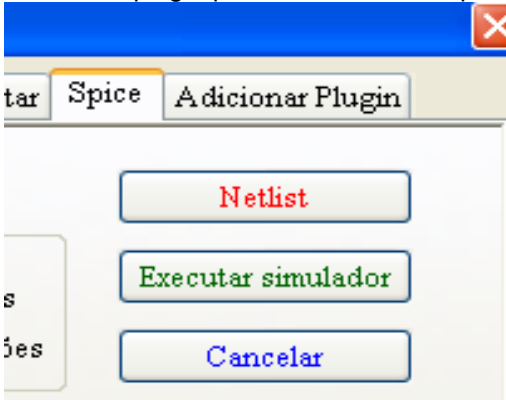 tar Spice Adicionar Plugin
Netlist
Executar simulador
s
ões
Cancelar